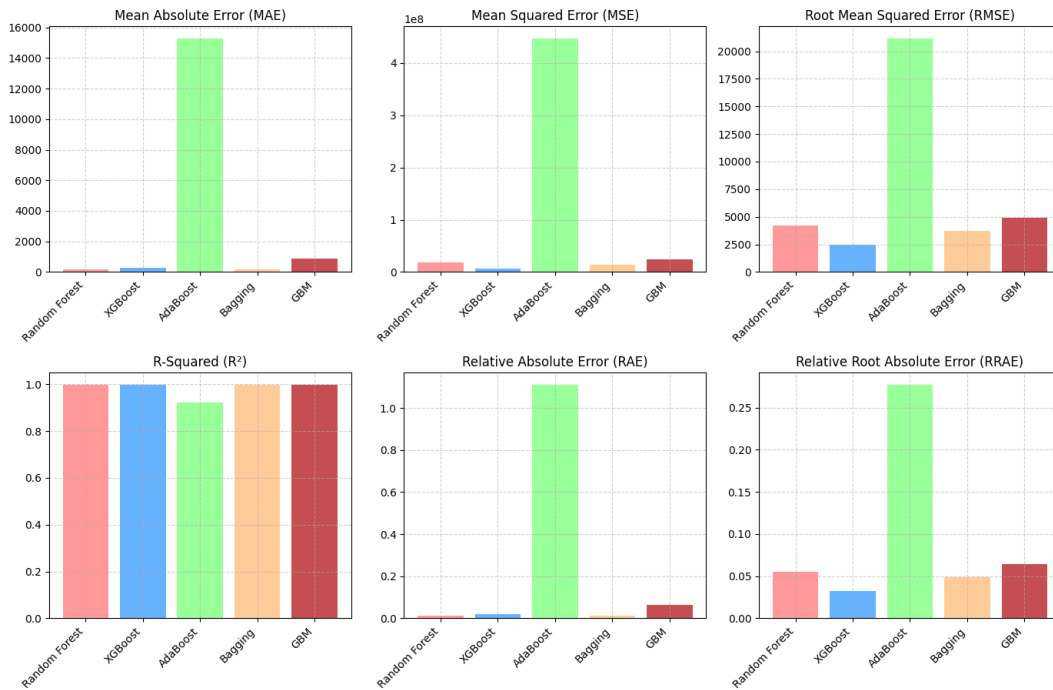 Mean Absolute Error (MAE)
16000
14000
12000
10000
8000
6000
4000
2000
0
Random Forest
XGBoost
AdaBoost
Bagging
GBM
Mean Squared Error (MSE)
1e8
4
3
2
1
0
Random Forest
XGBoost
AdaBoost
Bagging
GBM
Root Mean Squared Error (RMSE)
20000
17500
15000
12500
10000
7500
5000
2500
0
Random Forest
XGBoost
AdaBoost
Bagging
GBM
R-Squared (R²)
1.0
0.8
0.6
0.4
0.2
0.0
Random Forest
XGBoost
AdaBoost
Bagging
GBM
Relative Absolute Error (RAE)
1.0
0.8
0.6
0.4
0.2
0.0
Random Forest
XGBoost
AdaBoost
Bagging
GBM
Relative Root Absolute Error (RRAE)
0.25
0.20
0.15
0.10
0.05
0.00
Random Forest
XGBoost
AdaBoost
Bagging
GBM